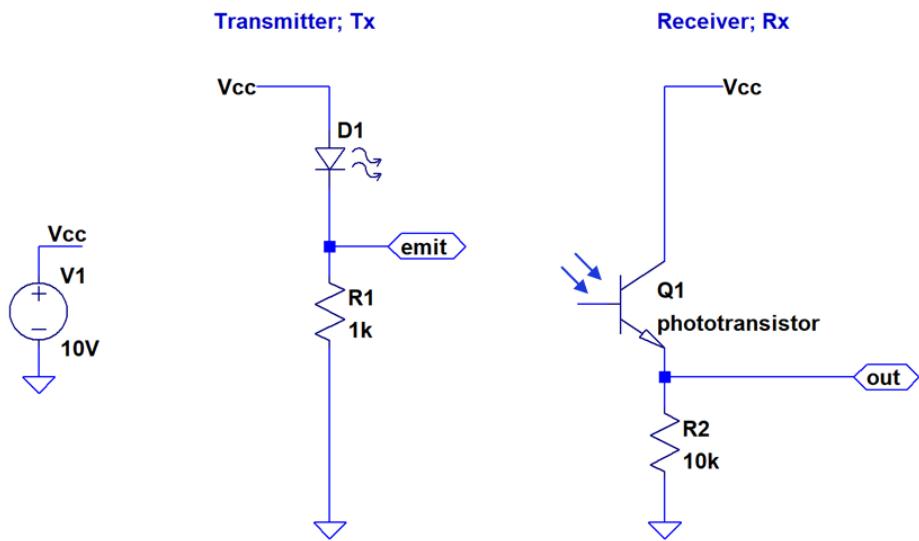 Transmitter; Tx
Receiver; Rx
Vcc
Vcc
D1
Vcc
emit
V1
R1
Q1
1k
phototransistor
10V
out
R2
10k